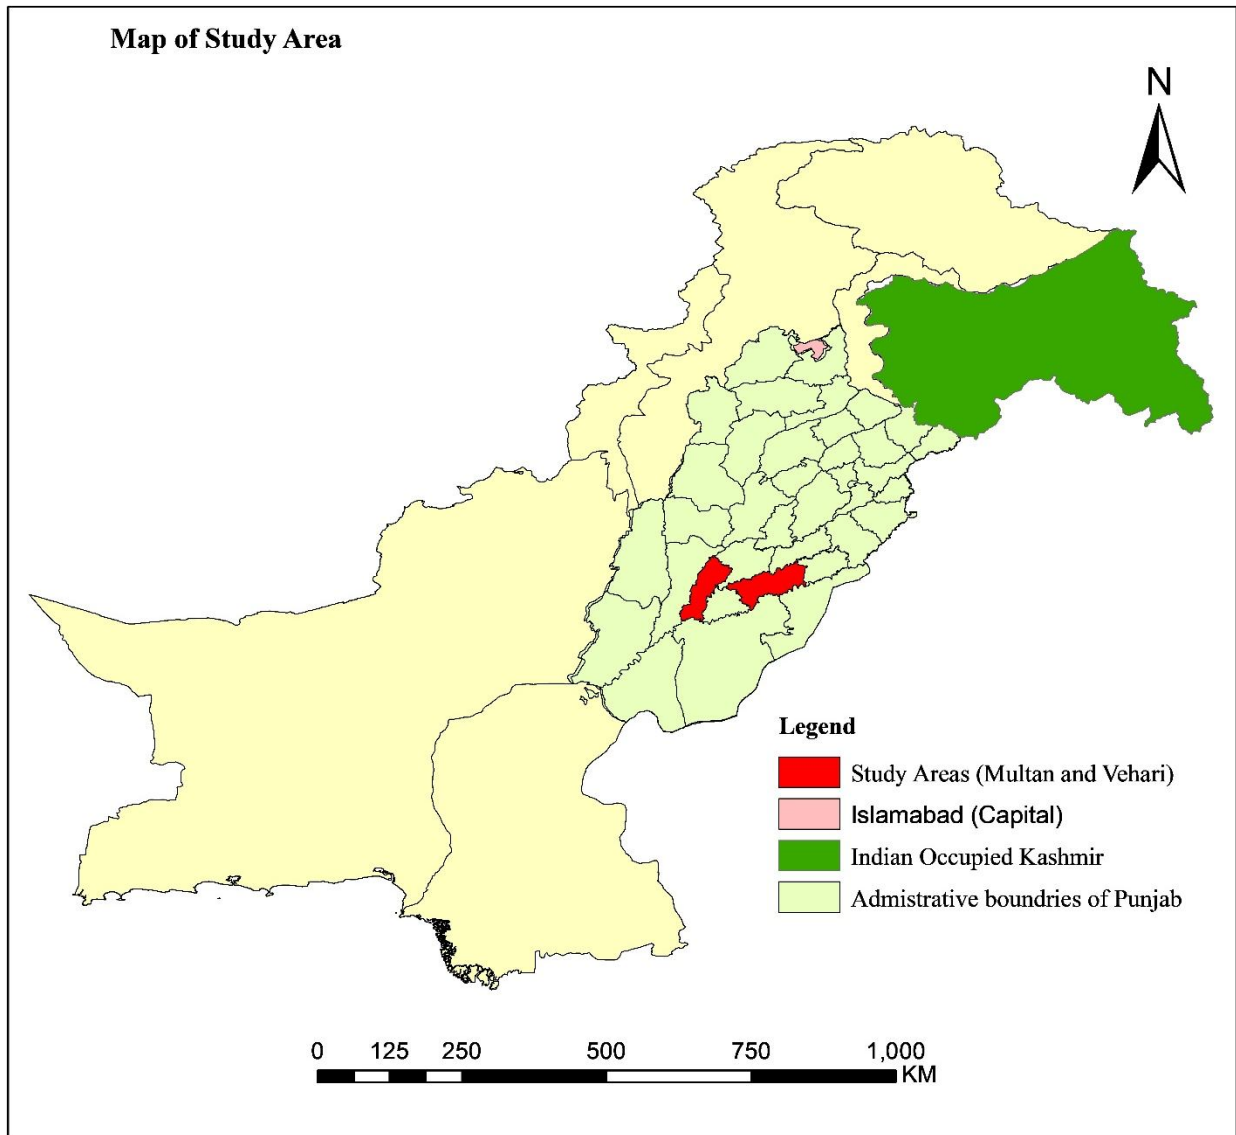 Map of Study Area
N
Legend
Study Areas (Multan and Vehari)
Islamabad (Capital)
Indian Occupied Kashmir
Admistrative boundries of Punjab
0 125 250 500 750 1,000
KM